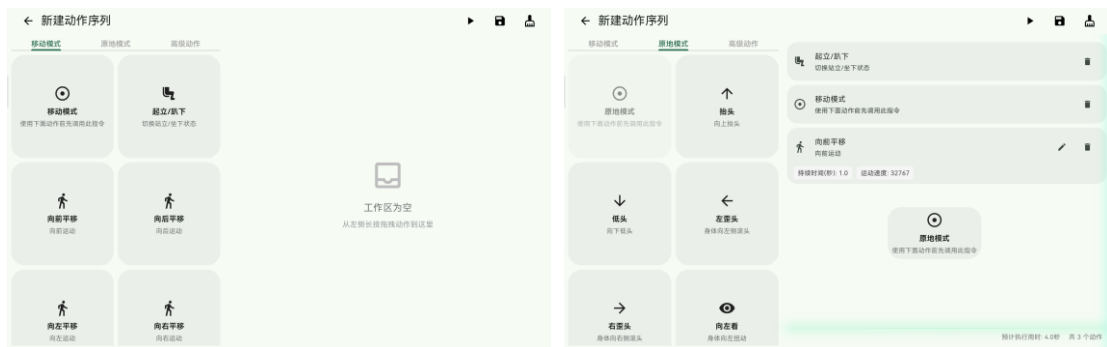 新建动作序列
移动模式 原地模式 高级动作
移动模式
使用下面动作前先调用此指令
起立/趴下
切换站立/坐下状态
向前平移
向前运动
向后平移
向后运动
向左平移
向左运动
向右平移
向右运动
工作区为空
从左侧长按拖拽动作到这里
新建动作序列
移动模式 原地模式 高级动作
原地模式
使用下面动作前先调用此指令
抬头
向上抬头
低头
向下低头
左歪头
身体向左侧滚头
右歪头
身体向右侧滚头
向左看
身体向左扭动
起立/趴下
切换站立/坐下状态
移动模式
使用下面动作前先调用此指令
向前平移
向前运动
持续时间(秒): 1.0 运动速度: 32767
原地模式
使用下面动作前先调用此指令
预计执行用时: 4.0秒 共 3 个动作